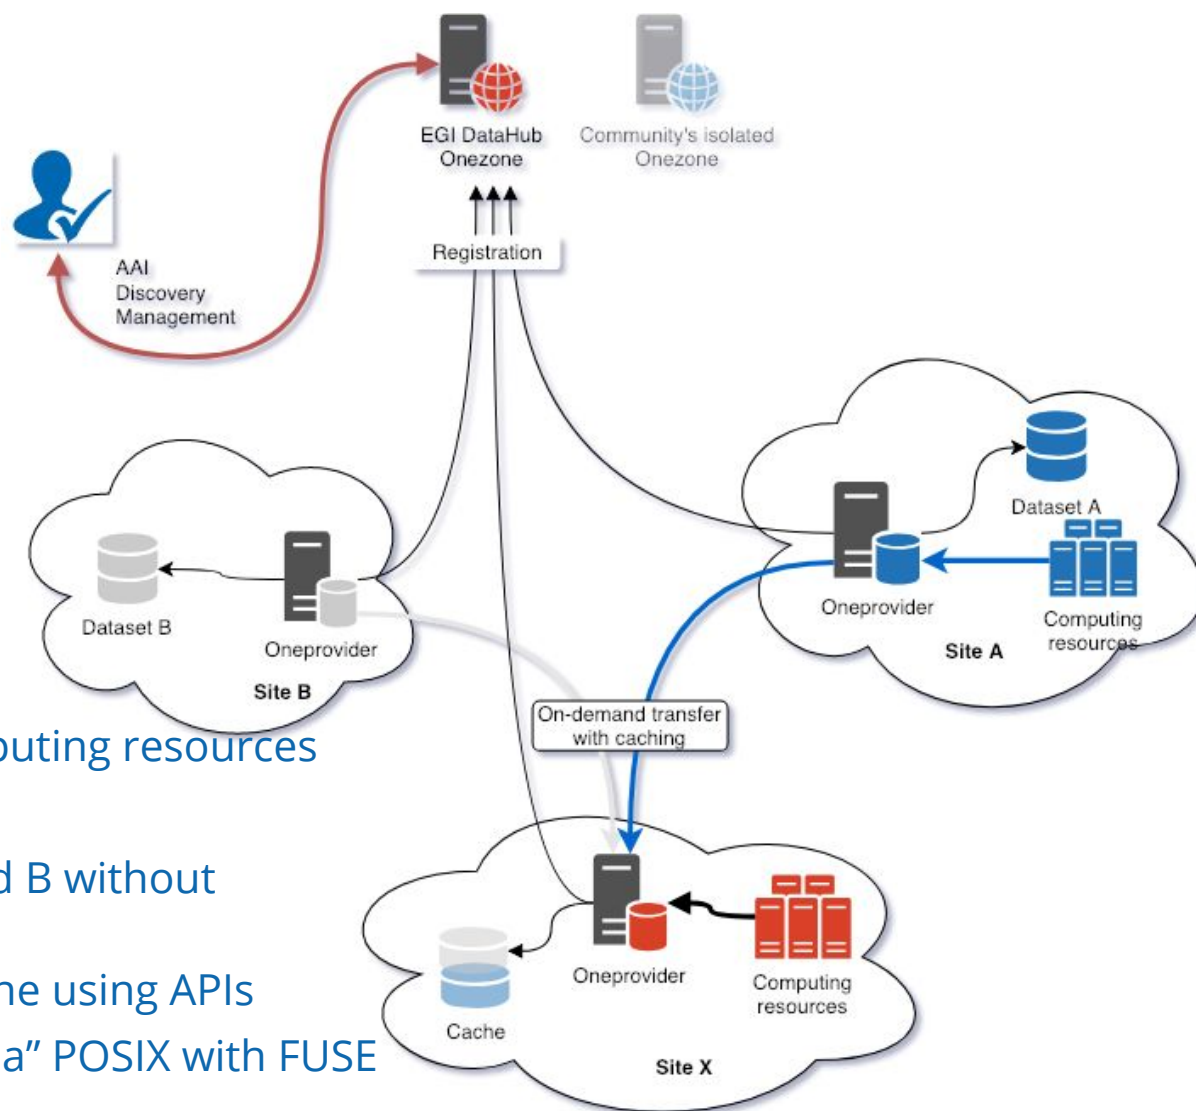 EGI DataHub
Onezone
Community's isolated
Onezone
Registration
AAI
Discovery
Management
Dataset A
Oneprovider
Computing
resources
Site A
Dataset B
Oneprovider
Site B
On-demand transfer
with caching
puting resources
d B without
ne using APIs
a” POSIX with FUSE
Oneprovider
Computing
resources
Cache
Site X